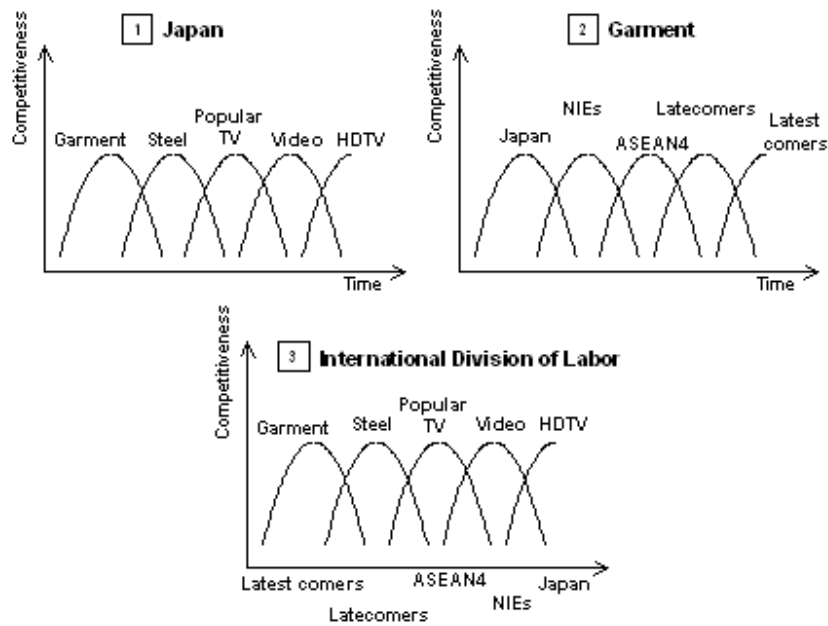 1 Japan
Competitiveness
Garment Steel Popular TV Video HDTV
Time
2 Garment
Competitiveness
Japan NIEs ASEAN4 Latecomers Latest comers
Time
3 International Division of Labor
Competitiveness
Garment Steel Popular TV Video HDTV
Latest comers Latecomers ASEAN4 NIEs Japan